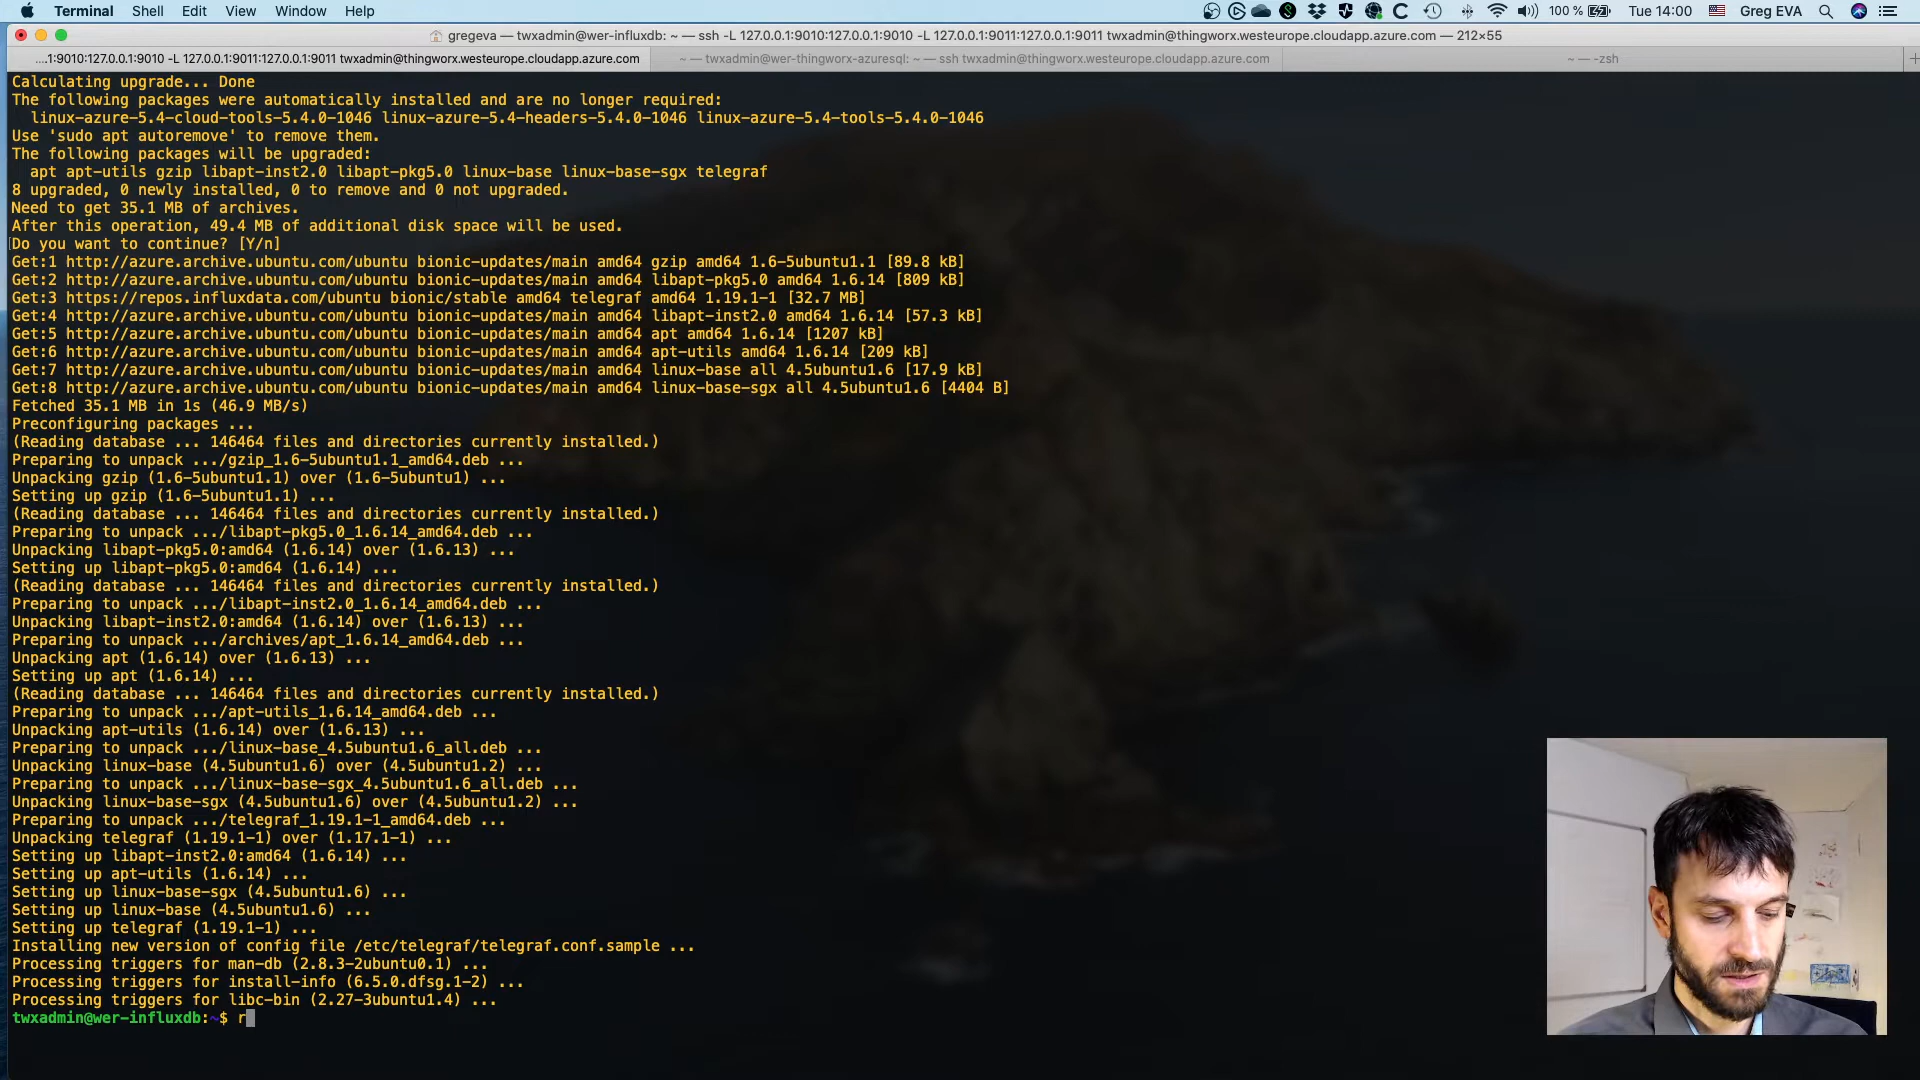 Terminal Shell Edit View Window Help 100 % Tue 14:00 Greg EVA
gregeva — twxadmin@wer-influxdb: ~ — ssh -L 127.0.0.1:9010:127.0.0.1:9010 -L 127.0.0.1:9011:127.0.0.1:9011 twxadmin@thingworx.westeurope.cloudapp.azure.com — 212×55
....1:9010:127.0.0.1:9010 -L 127.0.0.1:9011:127.0.0.1:9011 twxadmin@thingworx.westeurope.cloudapp.azure.com ~ — twxadmin@wer-thingworx-azuresql: ~ — ssh twxadmin@thingworx.westeurope.cloudapp.azure.com ~ — -zsh
Calculating upgrade... Done
The following packages were automatically installed and are no longer required:
linux-azure-5.4-cloud-tools-5.4.0-1046 linux-azure-5.4-headers-5.4.0-1046 linux-azure-5.4-tools-5.4.0-1046
Use 'sudo apt autoremove' to remove them.
The following packages will be upgraded:
apt apt-utils gzip libapt-inst2.0 libapt-pkg5.0 linux-base linux-base-sgx telegraf
8 upgraded, 0 newly installed, 0 to remove and 0 not upgraded.
Need to get 35.1 MB of archives.
After this operation, 49.4 MB of additional disk space will be used.
Do you want to continue? [Y/n]
Get:1 http://azure.archive.ubuntu.com/ubuntu bionic-updates/main amd64 gzip amd64 1.6-5ubuntu1.1 [89.8 kB]
Get:2 http://azure.archive.ubuntu.com/ubuntu bionic-updates/main amd64 libapt-pkg5.0 amd64 1.6.14 [809 kB]
Get:3 https://repos.influxdata.com/ubuntu bionic/stable amd64 telegraf amd64 1.19.1-1 [32.7 MB]
Get:4 http://azure.archive.ubuntu.com/ubuntu bionic-updates/main amd64 libapt-inst2.0 amd64 1.6.14 [57.3 kB]
Get:5 http://azure.archive.ubuntu.com/ubuntu bionic-updates/main amd64 apt amd64 1.6.14 [1207 kB]
Get:6 http://azure.archive.ubuntu.com/ubuntu bionic-updates/main amd64 apt-utils amd64 1.6.14 [209 kB]
Get:7 http://azure.archive.ubuntu.com/ubuntu bionic-updates/main amd64 linux-base all 4.5ubuntu1.6 [17.9 kB]
Get:8 http://azure.archive.ubuntu.com/ubuntu bionic-updates/main amd64 linux-base-sgx all 4.5ubuntu1.6 [4404 B]
Fetched 35.1 MB in 1s (46.9 MB/s)
Preconfiguring packages ...
(Reading database ... 146464 files and directories currently installed.)
Preparing to unpack .../gzip_1.6-5ubuntu1.1_amd64.deb ...
Unpacking gzip (1.6-5ubuntu1.1) over (1.6-5ubuntu1) ...
Setting up gzip (1.6-5ubuntu1.1) ...
(Reading database ... 146464 files and directories currently installed.)
Preparing to unpack .../libapt-pkg5.0_1.6.14_amd64.deb ...
Unpacking libapt-pkg5.0:amd64 (1.6.14) over (1.6.13) ...
Setting up libapt-pkg5.0:amd64 (1.6.14) ...
(Reading database ... 146464 files and directories currently installed.)
Preparing to unpack .../libapt-inst2.0_1.6.14_amd64.deb ...
Unpacking libapt-inst2.0:amd64 (1.6.14) over (1.6.13) ...
Preparing to unpack .../archives/apt_1.6.14_amd64.deb ...
Unpacking apt (1.6.14) over (1.6.13) ...
Setting up apt (1.6.14) ...
(Reading database ... 146464 files and directories currently installed.)
Preparing to unpack .../apt-utils_1.6.14_amd64.deb ...
Unpacking apt-utils (1.6.14) over (1.6.13) ...
Preparing to unpack .../linux-base_4.5ubuntu1.6_all.deb ...
Unpacking linux-base (4.5ubuntu1.6) over (4.5ubuntu1.2) ...
Preparing to unpack .../linux-base-sgx_4.5ubuntu1.6_all.deb ...
Unpacking linux-base-sgx (4.5ubuntu1.6) over (4.5ubuntu1.2) ...
Preparing to unpack .../telegraf_1.19.1-1_amd64.deb ...
Unpacking telegraf (1.19.1-1) over (1.17.1-1) ...
Setting up libapt-inst2.0:amd64 (1.6.14) ...
Setting up apt-utils (1.6.14) ...
Setting up linux-base-sgx (4.5ubuntu1.6) ...
Setting up linux-base (4.5ubuntu1.6) ...
Setting up telegraf (1.19.1-1) ...
Installing new version of config file /etc/telegraf/telegraf.conf.sample ...
Processing triggers for man-db (2.8.3-2ubuntu0.1) ...
Processing triggers for install-info (6.5.0.dfsg.1-2) ...
Processing triggers for libc-bin (2.27-3ubuntu1.4) ...
twxadmin@wer-influxdb:~$ r